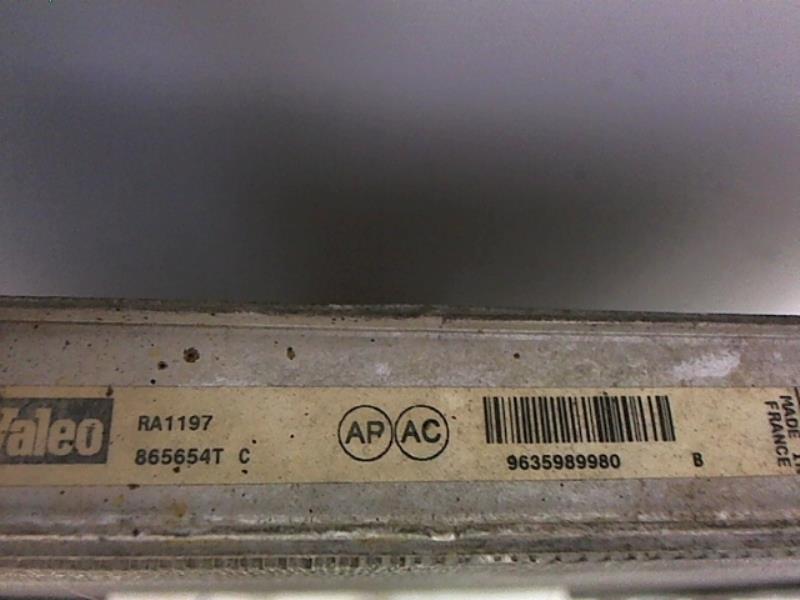 Valeo
RA1197
865654T C
AP AC
9635989980 B
MADE IN
FRANCE